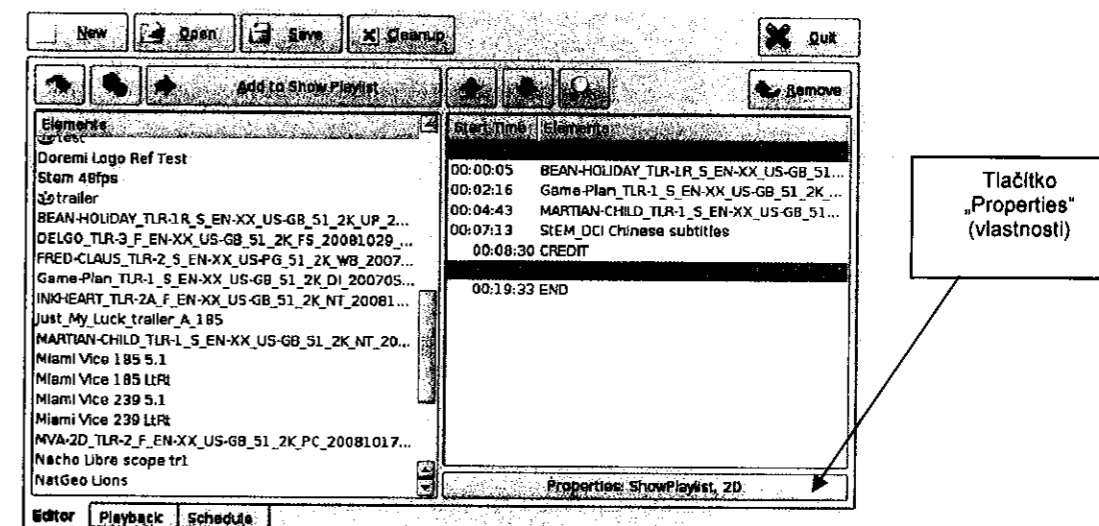 New Open Save Cleanup Quit
Add to Show Playlist Remove
Elements
test
Doremi Logo Ref Test
Stem 48fps
trailer
BEAN-HOLIDAY_TLR-1R_S_EN-XX_US-GB_51_2K_UP_2...
DELGO_TLR-3_F_EN-XX_US-GB_51_2K_FS_20081029_...
FRED-CLAUS_TLR-2_S_EN-XX_US-PG_51_2K_WB_2007...
Game-Plan_TLR-1_S_EN-XX_US-GB_51_2K_DI_200705...
INKHEART_TLR-2A_F_EN-XX_US-GB_51_2K_NT_20081...
Just_My_Luck_trailer_A_185
MARTIAN-CHILD_TLR-1_S_EN-XX_US-GB_51_2K_NT_20...
Miami Vice 185 5.1
Miami Vice 185 LtRt
Miami Vice 239 5.1
Miami Vice 239 LtRt
MVA-2D_TLR-2_F_EN-XX_US-GB_51_2K_PC_20081017...
Nacho Libre scope tr1
NatGeo Lions
Start Time Elements
00:00:05 BEAN-HOLIDAY_TLR-1R_S_EN-XX_US-GB_51...
00:02:16 Game-Plan_TLR-1_S_EN-XX_US-GB_51_2K_...
00:04:43 MARTIAN-CHILD_TLR-1_S_EN-XX_US-GB_51...
00:07:13 StEM_DCI Chinese subtitles
00:08:30 CREDIT
00:19:33 END
Properties: ShowPlaylist, 2D
Editor Playback Schedule
Tlačítko
„Properties“
(vlastnosti)